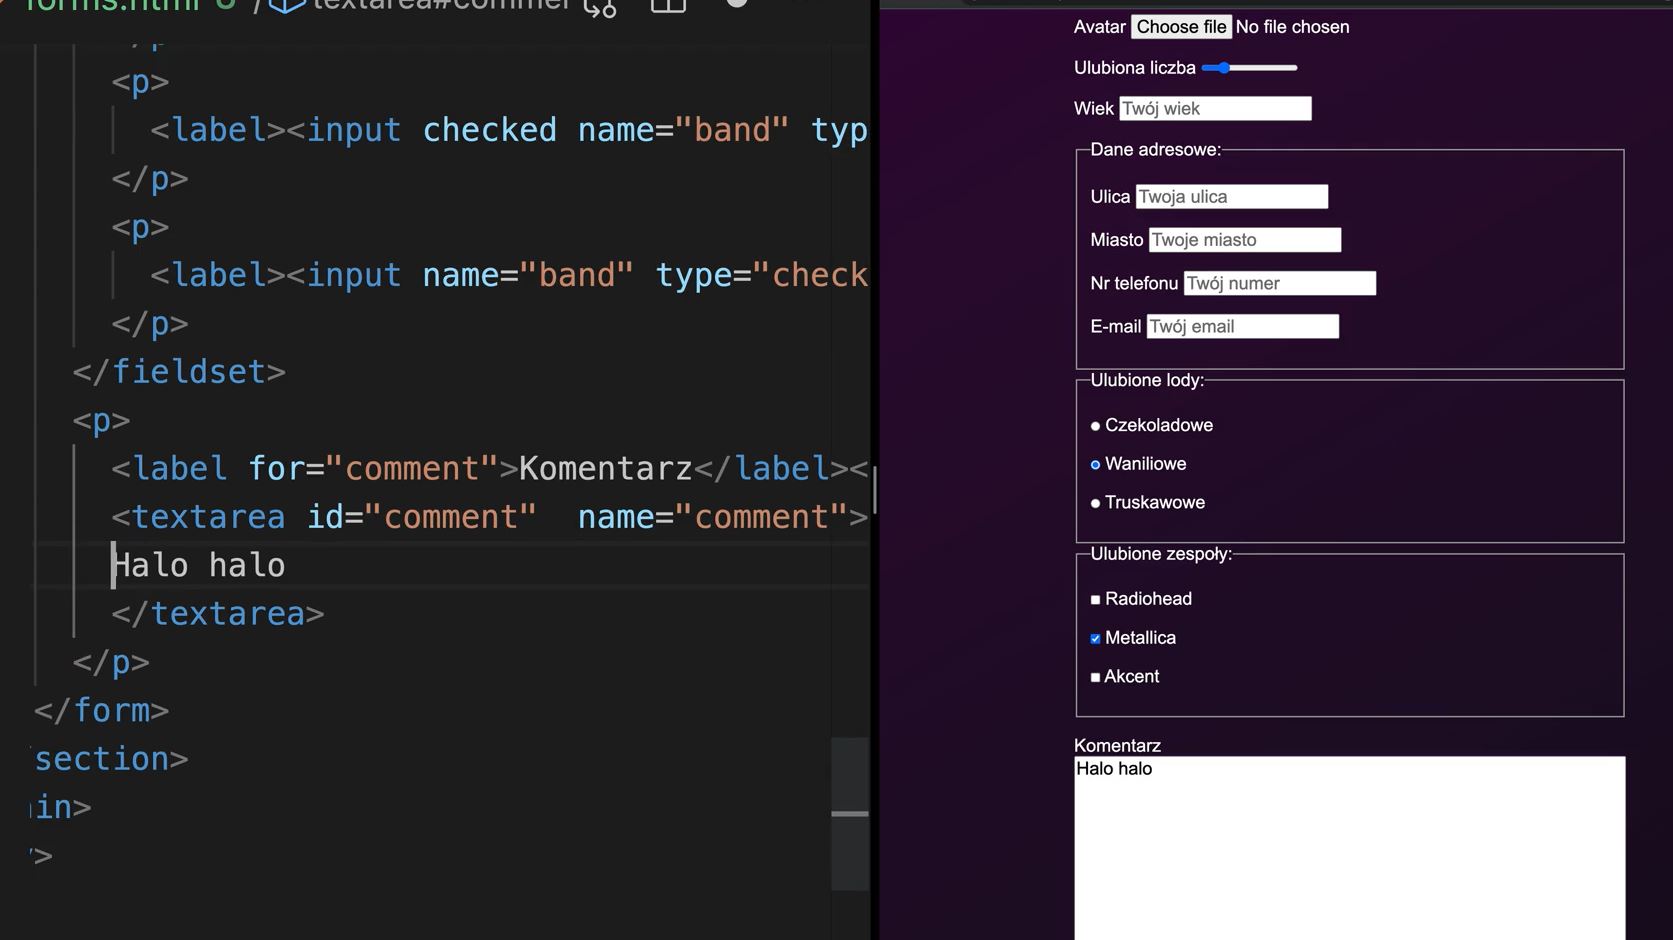 forms.html U / textarea#commen
</p>
<p>
<label><input checked name="band" typ
</p>
<p>
<label><input name="band" type="check
</p>
</fieldset>
<p>
<label for="comment">Komentarz</label><
<textarea id="comment"  name="comment">
Halo halo
</textarea>
</p>
</form>
section>
in>
>
Avatar Choose file No file chosen
Ulubiona liczba
Wiek Twój wiek
Dane adresowe:
Ulica Twoja ulica
Miasto Twoje miasto
Nr telefonu Twój numer
E-mail Twój email
Ulubione lody:
Czekoladowe
Waniliowe
Truskawowe
Ulubione zespoły:
Radiohead
Metallica
Akcent
Komentarz
Halo halo